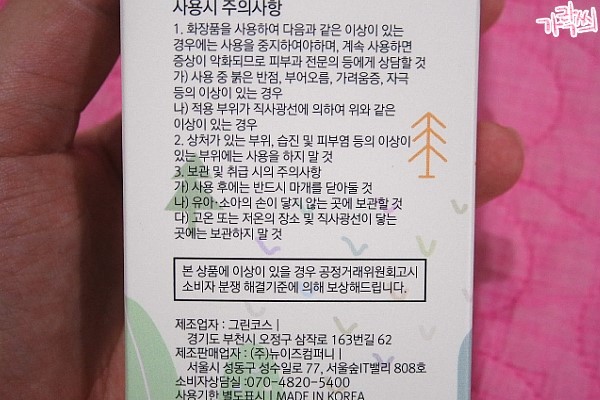 기콱씨
사용시 주의사항
1. 화장품을 사용하여 다음과 같은 이상이 있는
경우에는 사용을 중지하여야하며, 계속 사용하면
증상이 악화되므로 피부과 전문의 등에게 상담할 것
가) 사용 중 붉은 반점, 부어오름, 가려움증, 자극
등의 이상이 있는 경우
나) 적용 부위가 직사광선에 의하여 위와 같은
이상이 있는 경우
2. 상처가 있는 부위, 습진 및 피부염 등의 이상이
있는 부위에는 사용을 하지 말 것
3. 보관 및 취급 시의 주의사항
가) 사용 후에는 반드시 마개를 닫아둘 것
나) 유아·소아의 손이 닿지 않는 곳에 보관할 것
다) 고온 또는 저온의 장소 및 직사광선이 닿는
곳에는 보관하지 말 것
본 상품에 이상이 있을 경우 공정거래위원회고시
소비자 분쟁 해결기준에 의해 보상해드립니다.
제조업자 : 그린코스 |
경기도 부천시 오정구 삼작로 163번길 62
제조판매업자 : (주)뉴이즈컴퍼니 |
서울시 성동구 성수일로 77, 서울숲IT밸리 808호
소비자상담실 :070-4820-5400
사용기한 별도표시 | MADE IN KOREA